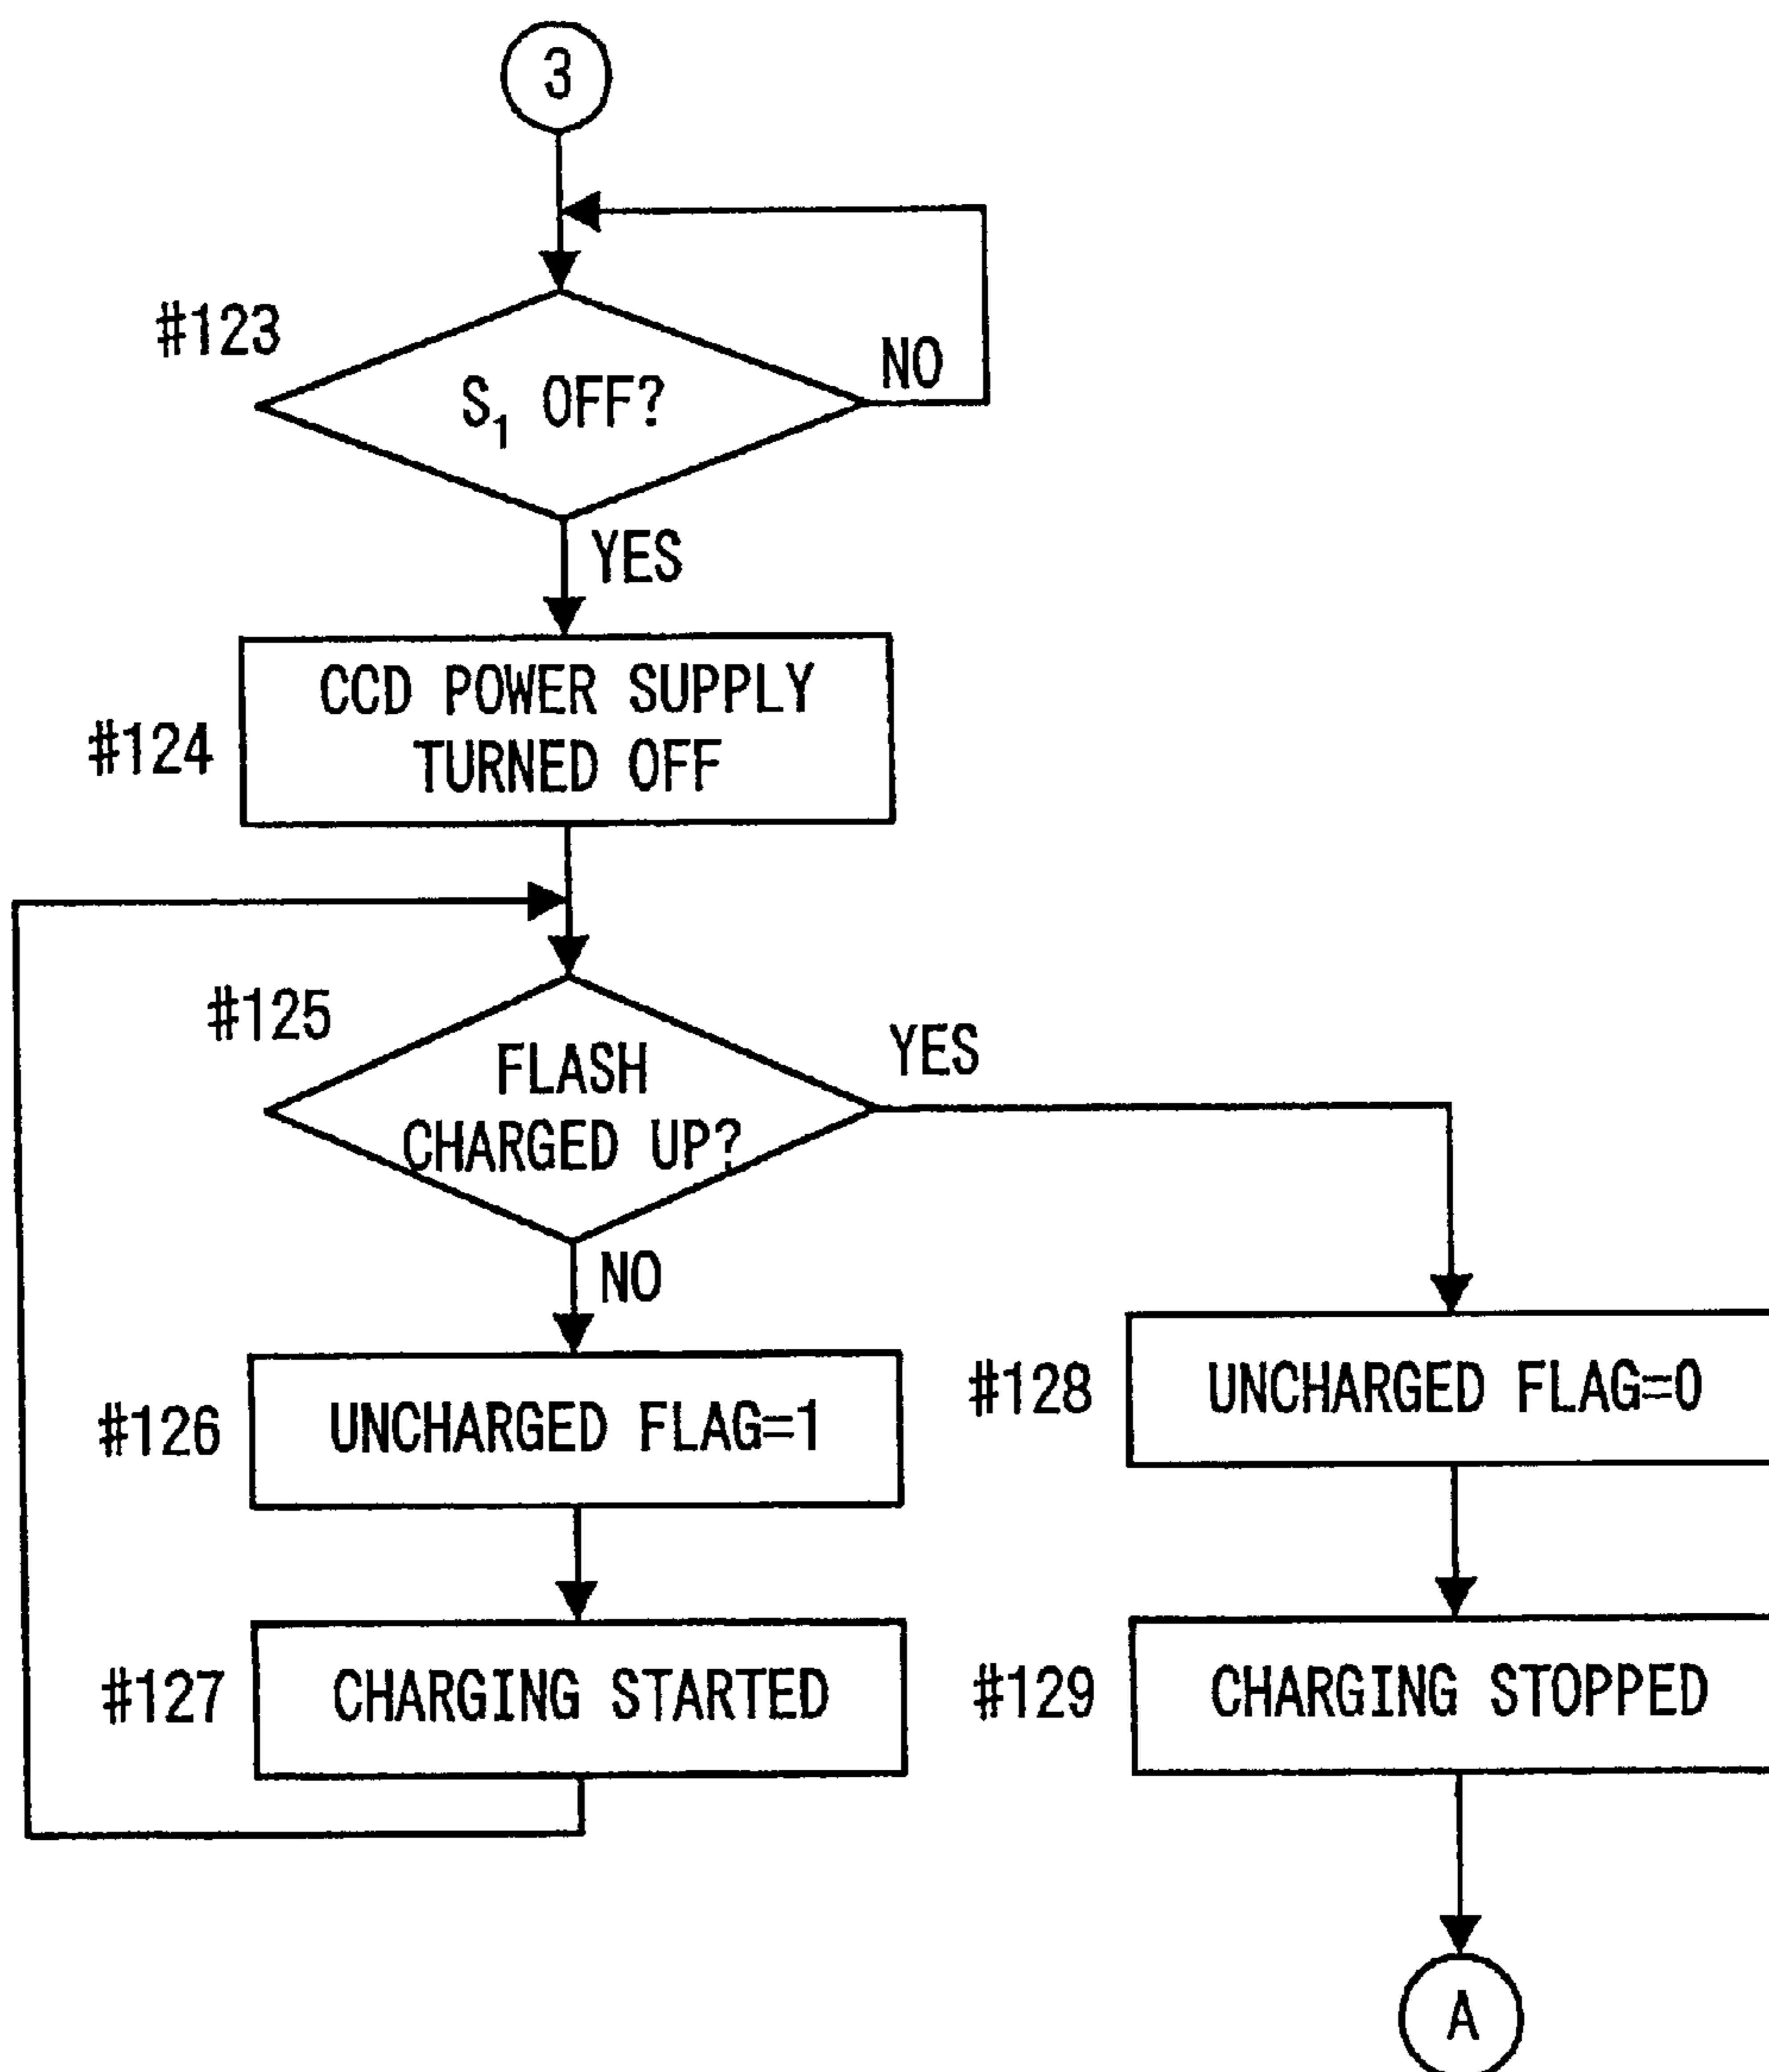 3
#123
S₁ OFF?
NO
YES
#124
CCD POWER SUPPLY
TURNED OFF
#125
FLASH
CHARGED UP?
YES
NO
#126
UNCHARGED FLAG=1
#128
UNCHARGED FLAG=0
#127
CHARGING STARTED
#129
CHARGING STOPPED
A